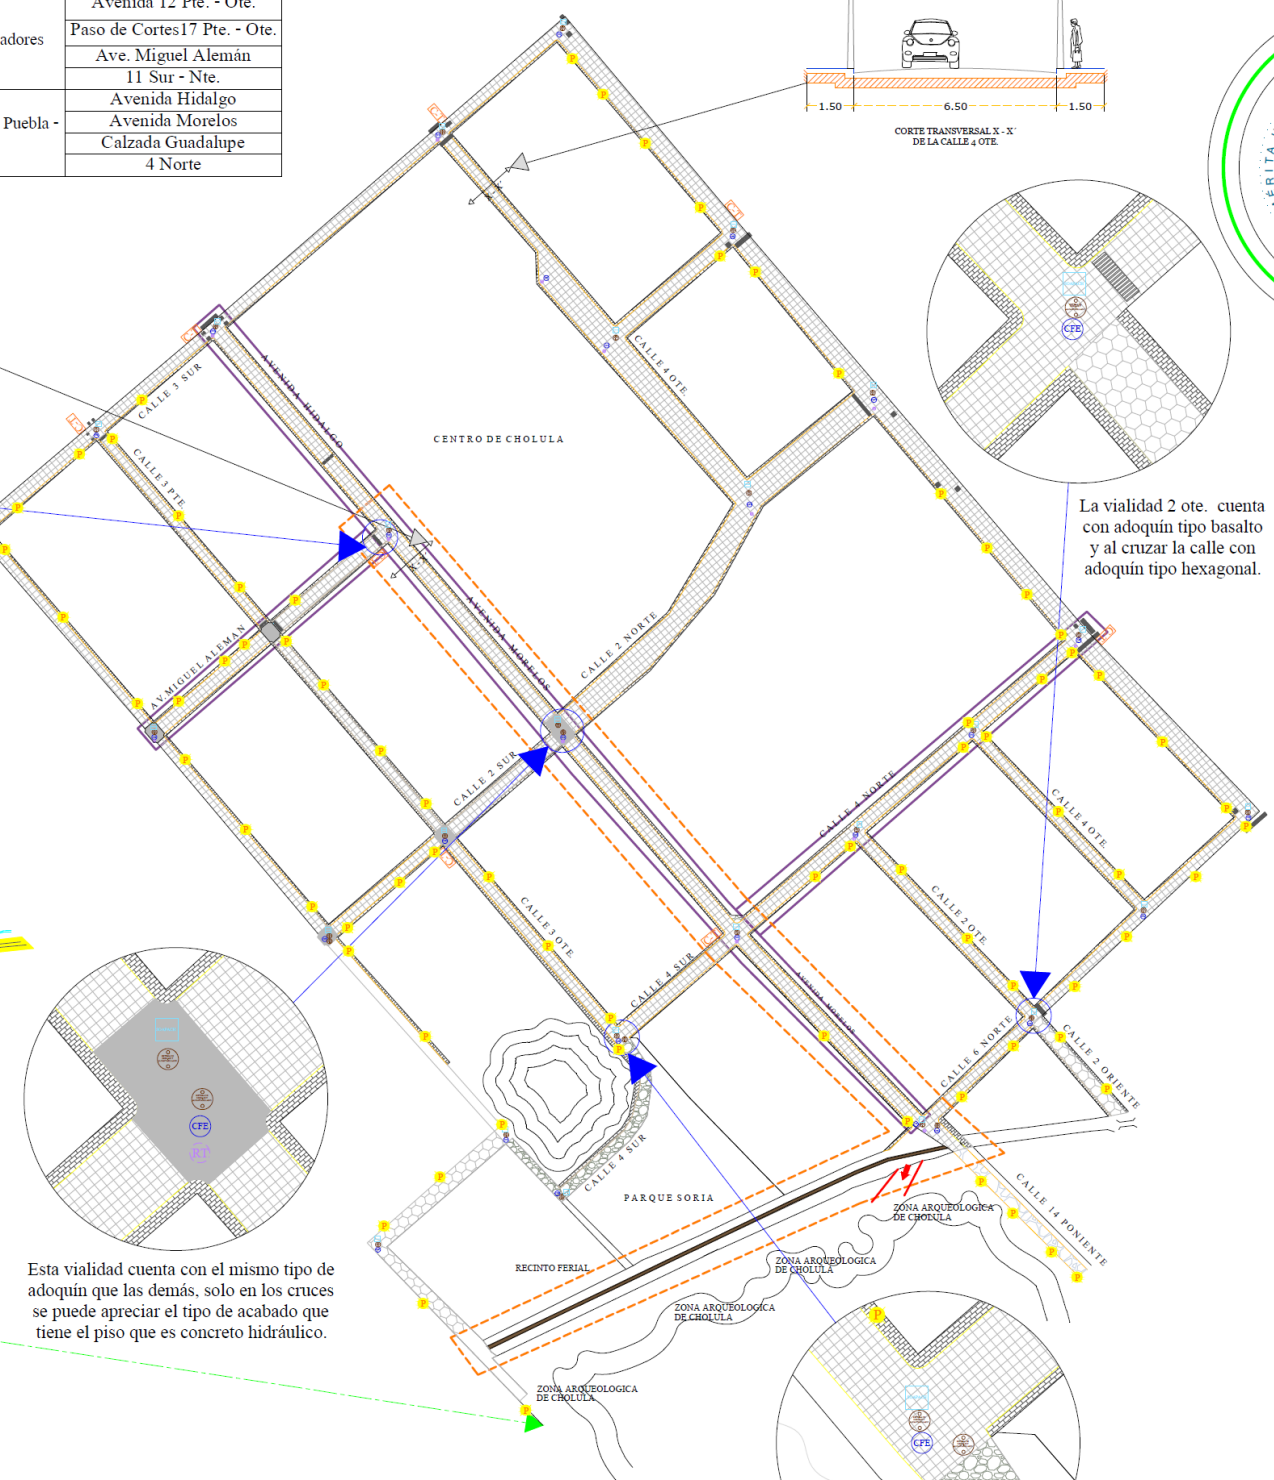 Avenida 12 Pte. - Ote.
adores
Paso de Cortes17 Pte. - Ote.
Ave. Miguel Alemán
11 Sur - Nte.
Puebla -
Avenida Hidalgo
Avenida Morelos
Calzada Guadalupe
4 Norte
1.50
6.50
1.50
CORTE TRANSVERSAL X - X´
DE LA CALLE 4 OTE.
CALLE 3 SUR
AVENIDA HIDALGO
CALLE 4 OTE.
CENTRO DE CHOLULA
CALLE 3 PTE.
CFE
La vialidad 2 ote. cuenta
con adoquín tipo basalto
y al cruzar la calle con
adoquín tipo hexagonal.
AV.MIGUEL ALEMAN
AVENIDA MORELOS
CALLE 2 NORTE
CALLE 2 SUR
CALLE 4 NORTE
CALLE 4 OTE.
CALLE 3 OTE.
CALLE 2 OTE.
CALLE 4 SUR
AVENIDA MORELOS
CALLE 6 NORTE
CALLE 2 ORIENTE
CFE
RT
CALLE 4 SUR
PARQUE SORIA
CALLE 14 PONIENTE
ZONA ARQUEOLOGICA
DE CHOLULA
RECINTO FERIAL
ZONA ARQUEOLOGICA
DE CHOLULA
ZONA ARQUEOLOGICA
DE CHOLULA
ZONA ARQUEOLOGICA
DE CHOLULA
Esta vialidad cuenta con el mismo tipo de
adoquín que las demás, solo en los cruces
se puede apreciar el tipo de acabado que
tiene el piso que es concreto hidráulico.
P
CFE